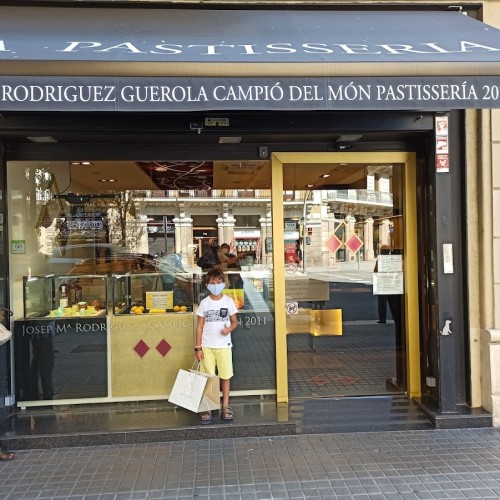 PASTISSERIA
RODRIGUEZ GUEROLA CAMPIÓ DEL MÓN PASTISSERÍA 20
JOSEP Mª RODR
2011